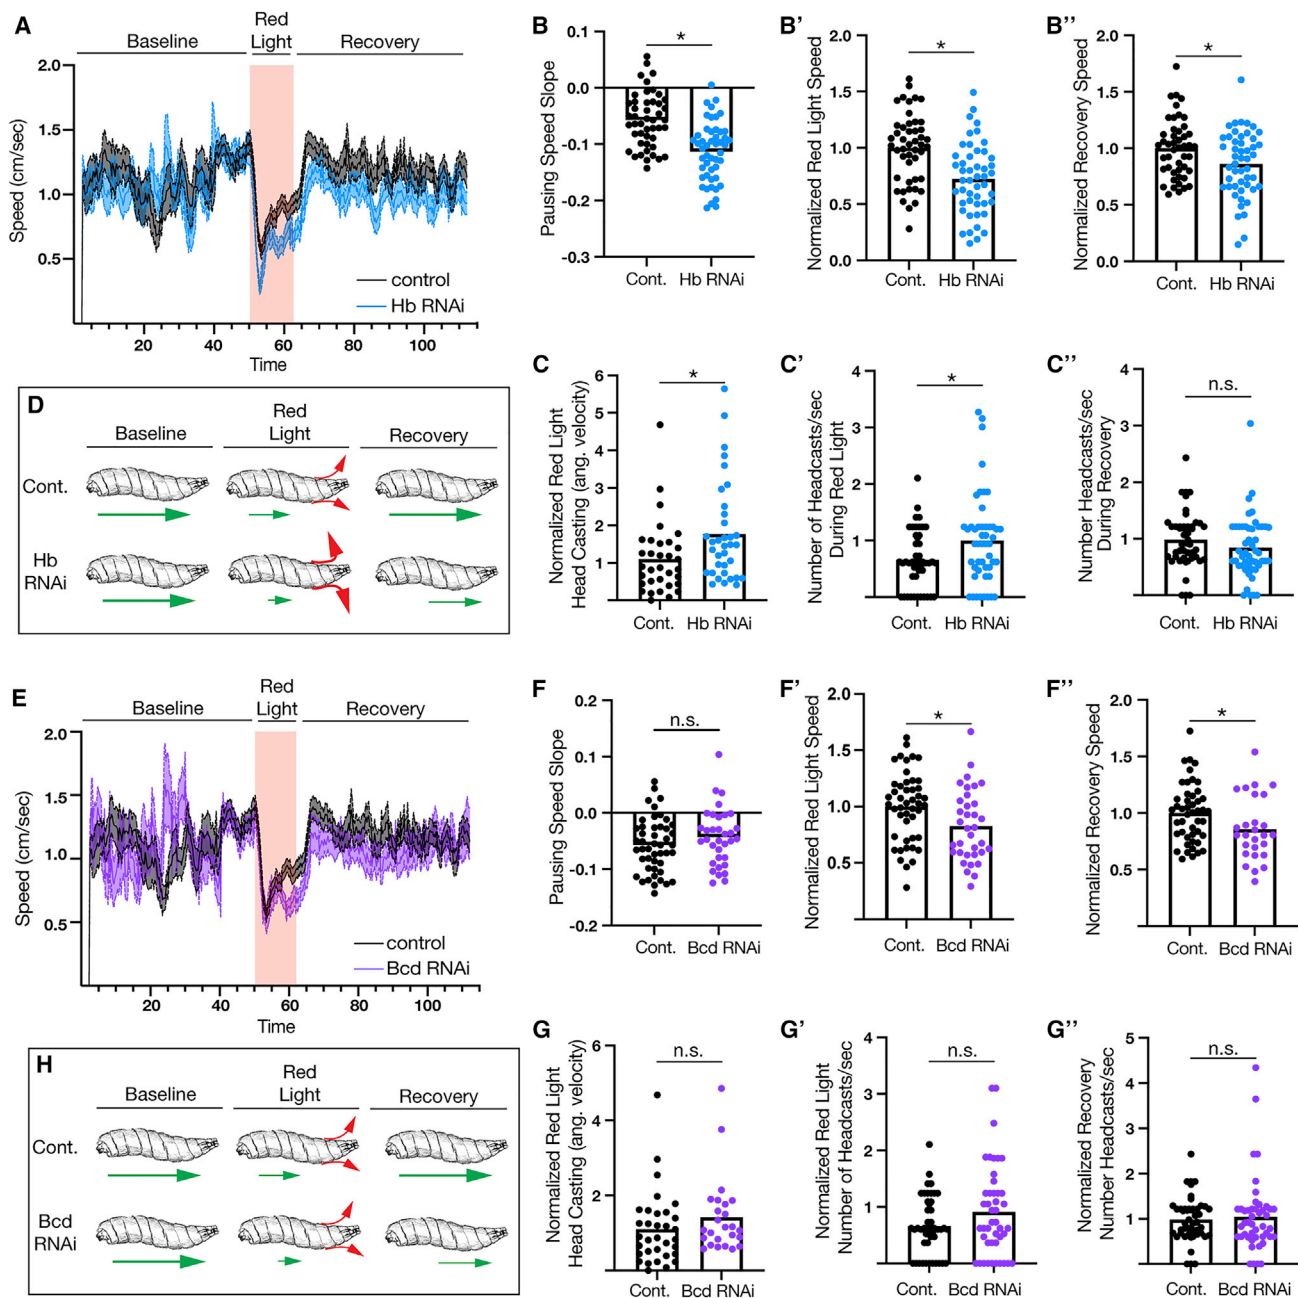 A
Baseline
Red
Light
Recovery
Speed (cm/sec)
2.0
1.5
1.0
0.5
20
40
60
80
100
Time
control
Hb RNAi
B
Pausing Speed Slope
0.1
0.0
-0.1
-0.2
-0.3
*
Cont.
Hb RNAi
B'
Normalized Red Light Speed
2.0
1.5
1.0
0.5
0.0
*
Cont.
Hb RNAi
B''
Normalized Recovery Speed
2.0
1.5
1.0
0.5
0.0
*
Cont.
Hb RNAi
C
Normalized Red Light
Head Casting (ang. velocity)
6
5
4
3
2
1
*
Cont.
Hb RNAi
C'
Number of Headcasts/sec
During Red Light
4
3
2
1
*
Cont.
Hb RNAi
C''
Number Headcasts/sec
During Recovery
4
3
2
1
n.s.
Cont.
Hb RNAi
D
Baseline
Red
Light
Recovery
Cont.
Hb
RNAi
E
Baseline
Red
Light
Recovery
Speed (cm/sec)
2.0
1.5
1.0
0.5
20
40
60
80
100
Time
control
Bcd RNAi
F
Pausing Speed Slope
0.2
0.1
0.0
-0.1
-0.2
n.s.
Cont.
Bcd RNAi
F'
Normalized Red Light Speed
2.0
1.5
1.0
0.5
*
Cont.
Bcd RNAi
F''
Normalized Recovery Speed
2.0
1.5
1.0
0.5
*
Cont.
Bcd RNAi
G
Normalized Red Light
Head Casting (ang. velocity)
6
4
2
n.s.
Cont.
Bcd RNAi
G'
Normalized Red Light
Number of Headcasts/sec
4
3
2
1
n.s.
Cont.
Bcd RNAi
G''
Normalized Recovery
Number Headcasts/sec
5
4
3
2
1
n.s.
Cont.
Bcd RNAi
H
Baseline
Red
Light
Recovery
Cont.
Bcd
RNAi